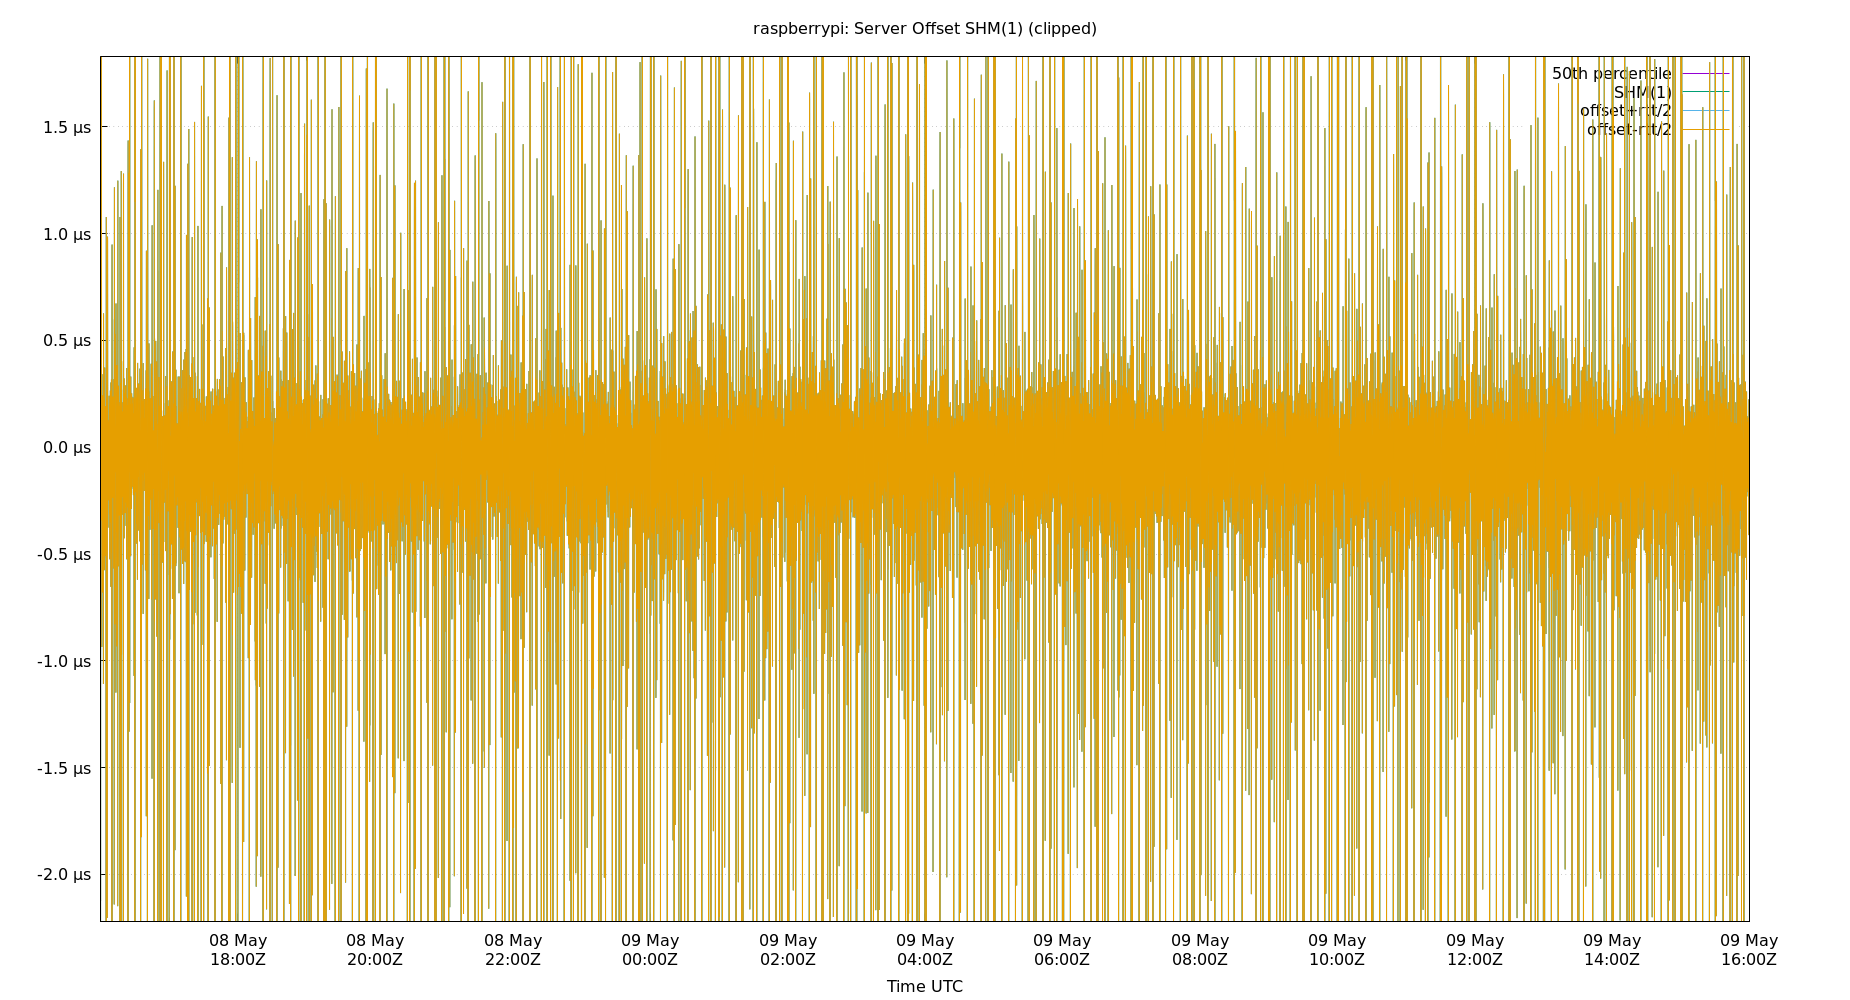 raspberrypi: Server Offset SHM(1) (clipped)
50th percentile
SHM(1)
offset+rtt/2
offset-rtt/2
1.5 µs
1.0 µs
0.5 µs
0.0 µs
-0.5 µs
-1.0 µs
-1.5 µs
-2.0 µs
08 May 08 May 08 May 09 May 09 May 09 May 09 May 09 May 09 May 09 May 09 May 09 May
18:00Z 20:00Z 22:00Z 00:00Z 02:00Z 04:00Z 06:00Z 08:00Z 10:00Z 12:00Z 14:00Z 16:00Z
Time UTC